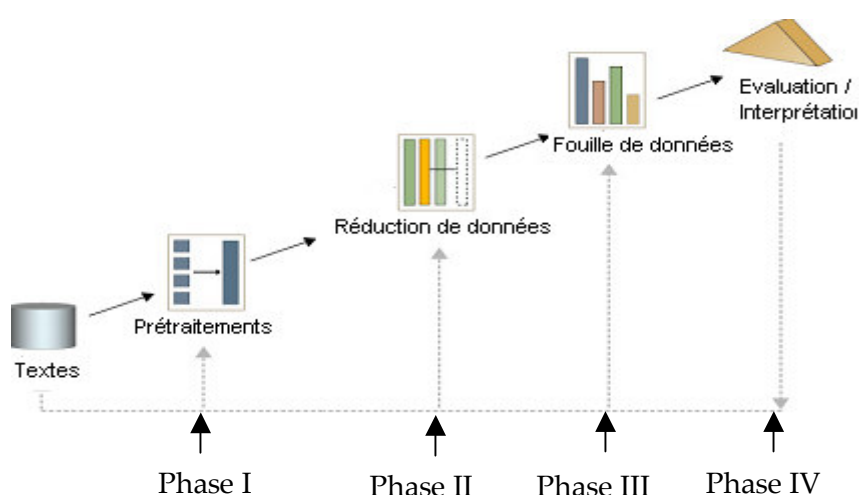 Evaluation /
Interprétatio
Fouille de données
Réduction de données
Prétraitements
Textes
Phase I
Phase II
Phase III
Phase IV